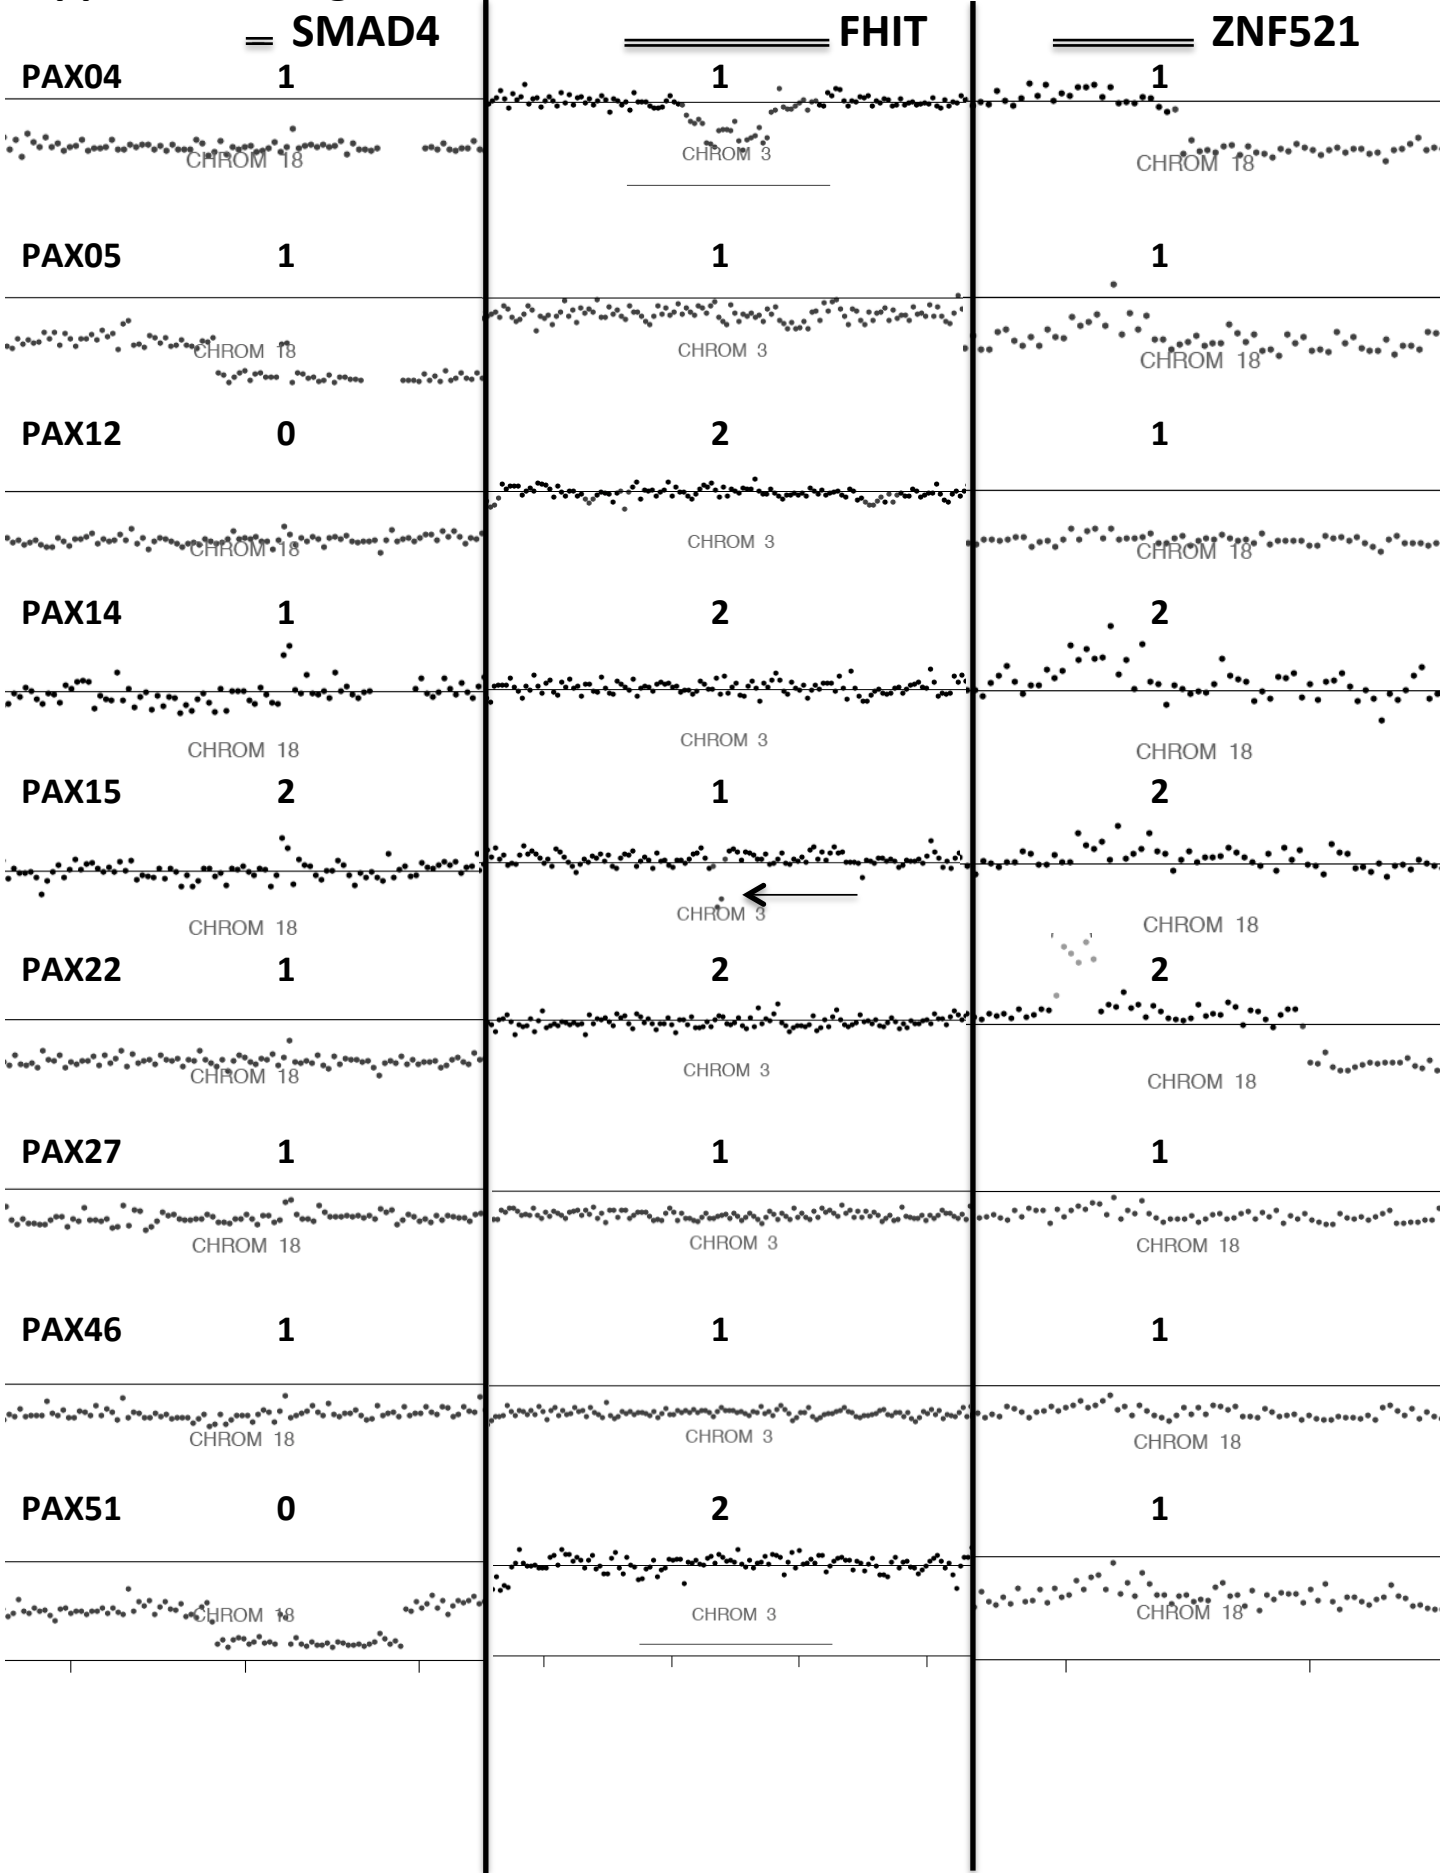 SMAD4 FHIT ZNF521
PAX04 1 1 1
CHROM 18 CHROM 3 CHROM 18
PAX05 1 1 1
CHROM 18 CHROM 3 CHROM 18
PAX12 0 2 1
CHROM 18 CHROM 3 CHROM 18
PAX14 1 2 2
CHROM 18 CHROM 3 CHROM 18
PAX15 2 1 2
CHROM 18 CHROM 3 CHROM 18
PAX22 1 2 2
CHROM 18 CHROM 3 CHROM 18
PAX27 1 1 1
CHROM 18 CHROM 3 CHROM 18
PAX46 1 1 1
CHROM 18 CHROM 3 CHROM 18
PAX51 0 2 1
CHROM 18 CHROM 3 CHROM 18